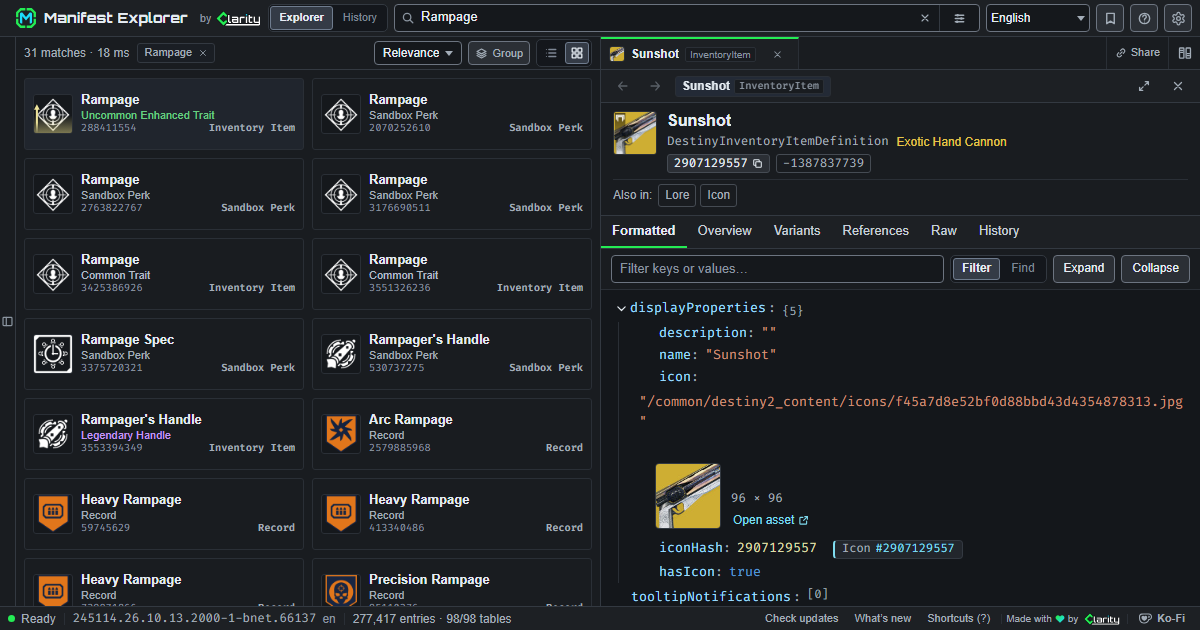 Manifest Explorer by Clarity Explorer History Rampage English
31 matches · 18 ms Rampage × Relevance Group
Rampage
Uncommon Enhanced Trait
288411554 Inventory Item
Rampage
Sandbox Perk
2070252610 Sandbox Perk
Rampage
Sandbox Perk
2763822767 Sandbox Perk
Rampage
Sandbox Perk
3176690511 Sandbox Perk
Rampage
Common Trait
3425386926 Inventory Item
Rampage
Common Trait
3551326236 Inventory Item
Rampage Spec
Sandbox Perk
3375720321 Sandbox Perk
Rampager's Handle
Sandbox Perk
530737275 Sandbox Perk
Rampager's Handle
Legendary Handle
3553394349 Inventory Item
Arc Rampage
Record
2579885968 Record
Heavy Rampage
Record
59745629 Record
Heavy Rampage
Record
413340486 Record
Heavy Rampage
Record
Record
Precision Rampage
Record
Record
Sunshot InventoryItem × Share
Sunshot InventoryItem
Sunshot
DestinyInventoryItemDefinition Exotic Hand Cannon
2907129557 -1387837739
Also in: Lore Icon
Formatted Overview Variants References Raw History
Filter keys or values... Filter Find Expand Collapse
displayProperties: {5}
description: ""
name: "Sunshot"
icon:
"/common/destiny2_content/icons/f45a7d8e52bf0d88bbd43d4354878313.jpg
"
96 × 96
Open asset
iconHash: 2907129557 Icon #2907129557
hasIcon: true
tooltipNotifications: [0]
Ready 245114.26.10.13.2000-1-bnet.66137 en 277,417 entries · 98/98 tables Check updates What's new Shortcuts (?) Made with ♥ by Clarity Ko-Fi